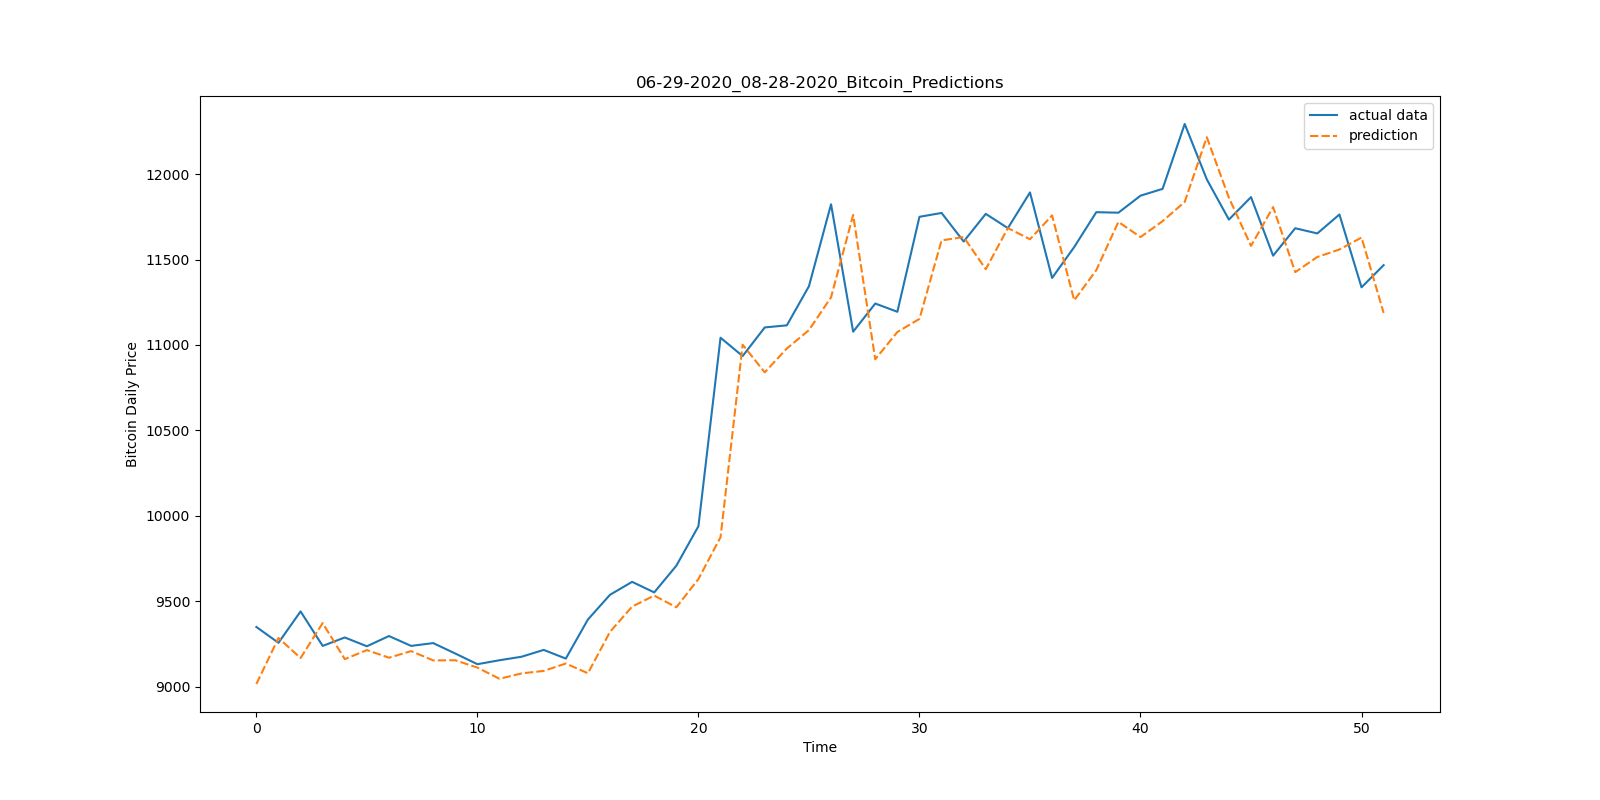 06-29-2020_08-28-2020_Bitcoin_Predictions
actual data
prediction
12000
11500
11000
10500
10000
9500
9000
Bitcoin Daily Price
0 10 20 30 40 50
Time